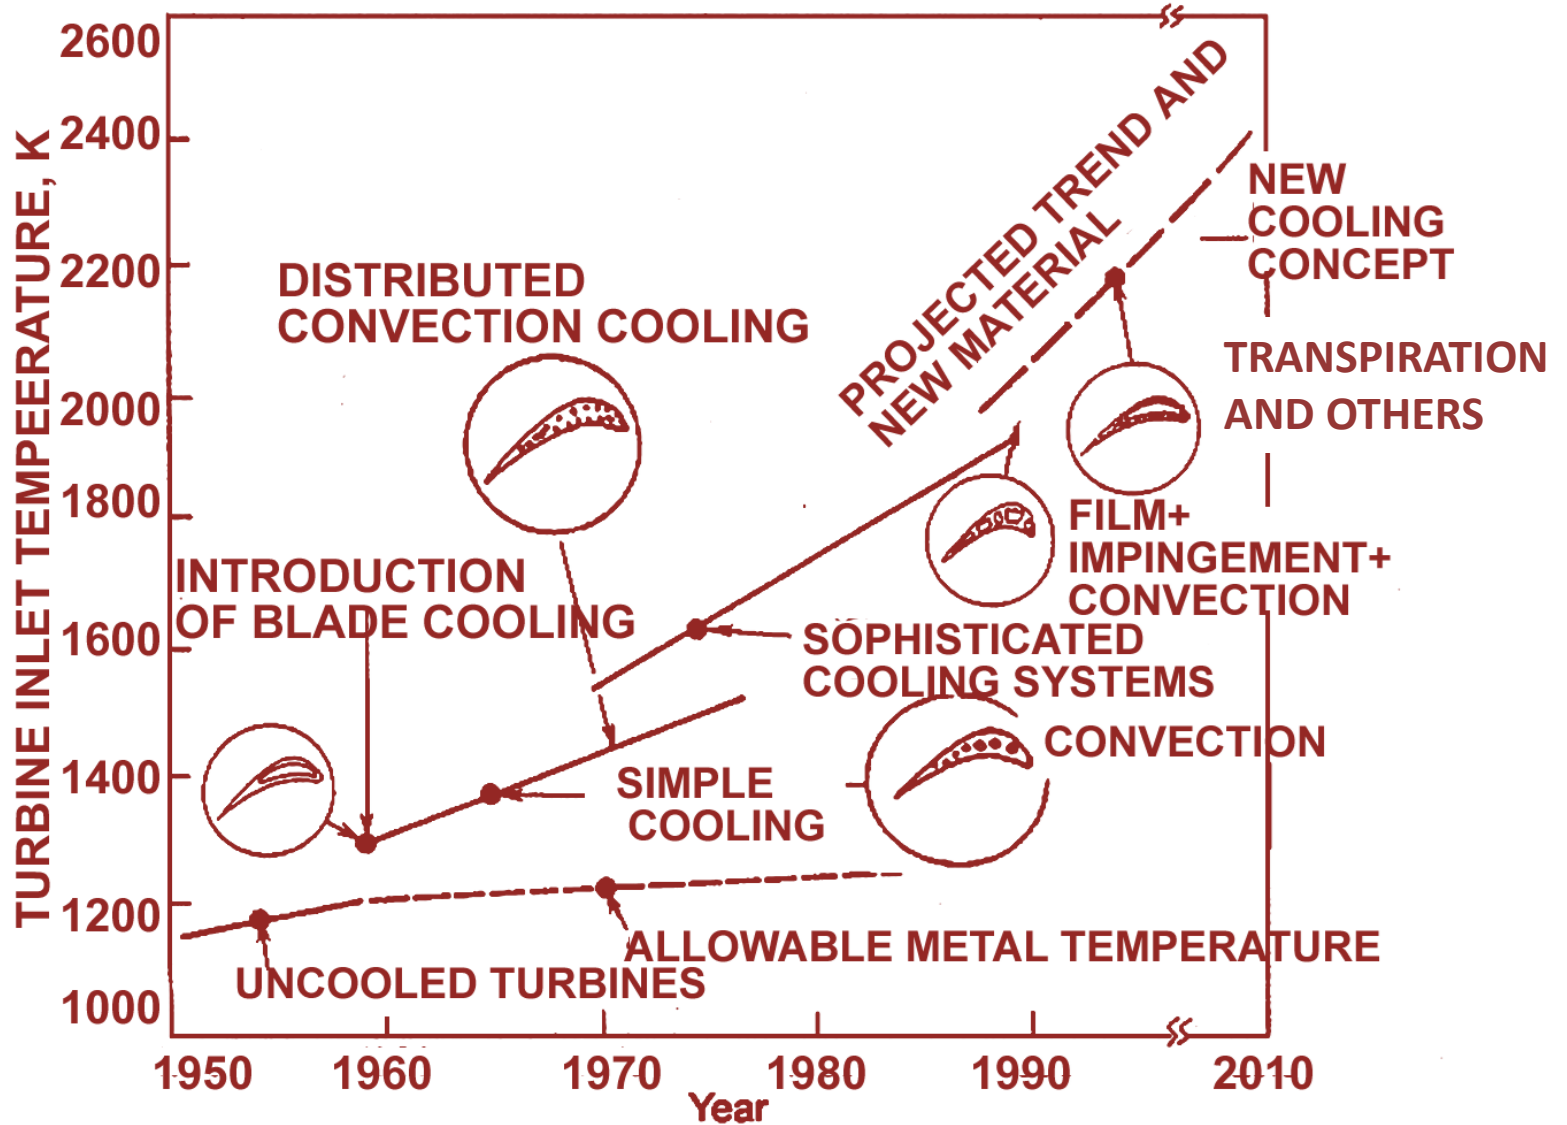 2600
2400
2200
2000
1800
1600
1400
1200
1000
TURBINE INLET TEMPEERATURE, K
PROJECTED TREND AND
NEW MATERIAL
NEW
COOLING
CONCEPT
DISTRIBUTED
CONVECTION COOLING
TRANSPIRATION
AND OTHERS
FILM+
IMPINGEMENT+
CONVECTION
INTRODUCTION
OF BLADE COOLING
SOPHISTICATED
COOLING SYSTEMS
CONVECTION
SIMPLE
COOLING
ALLOWABLE METAL TEMPERATURE
UNCOOLED TURBINES
1950 1960 1970 1980 1990 2010
Year